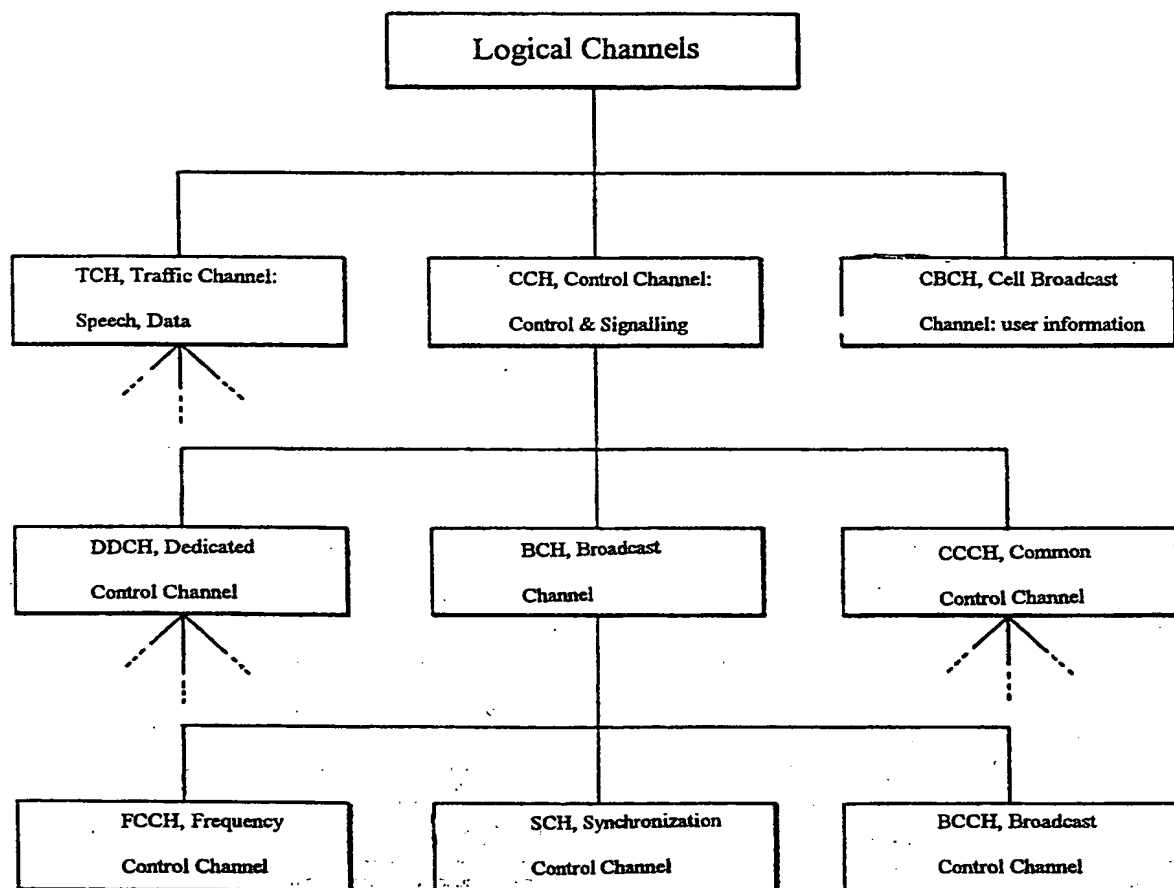 Logical Channels
TCH, Traffic Channel:
Speech, Data
CCH, Control Channel:
Control & Signalling
CBCH, Cell Broadcast
Channel: user information
DDCH, Dedicated
Control Channel
BCH, Broadcast
Channel
CCCH, Common
Control Channel
FCCH, Frequency
Control Channel
SCH, Synchronization
Control Channel
BCCH, Broadcast
Control Channel